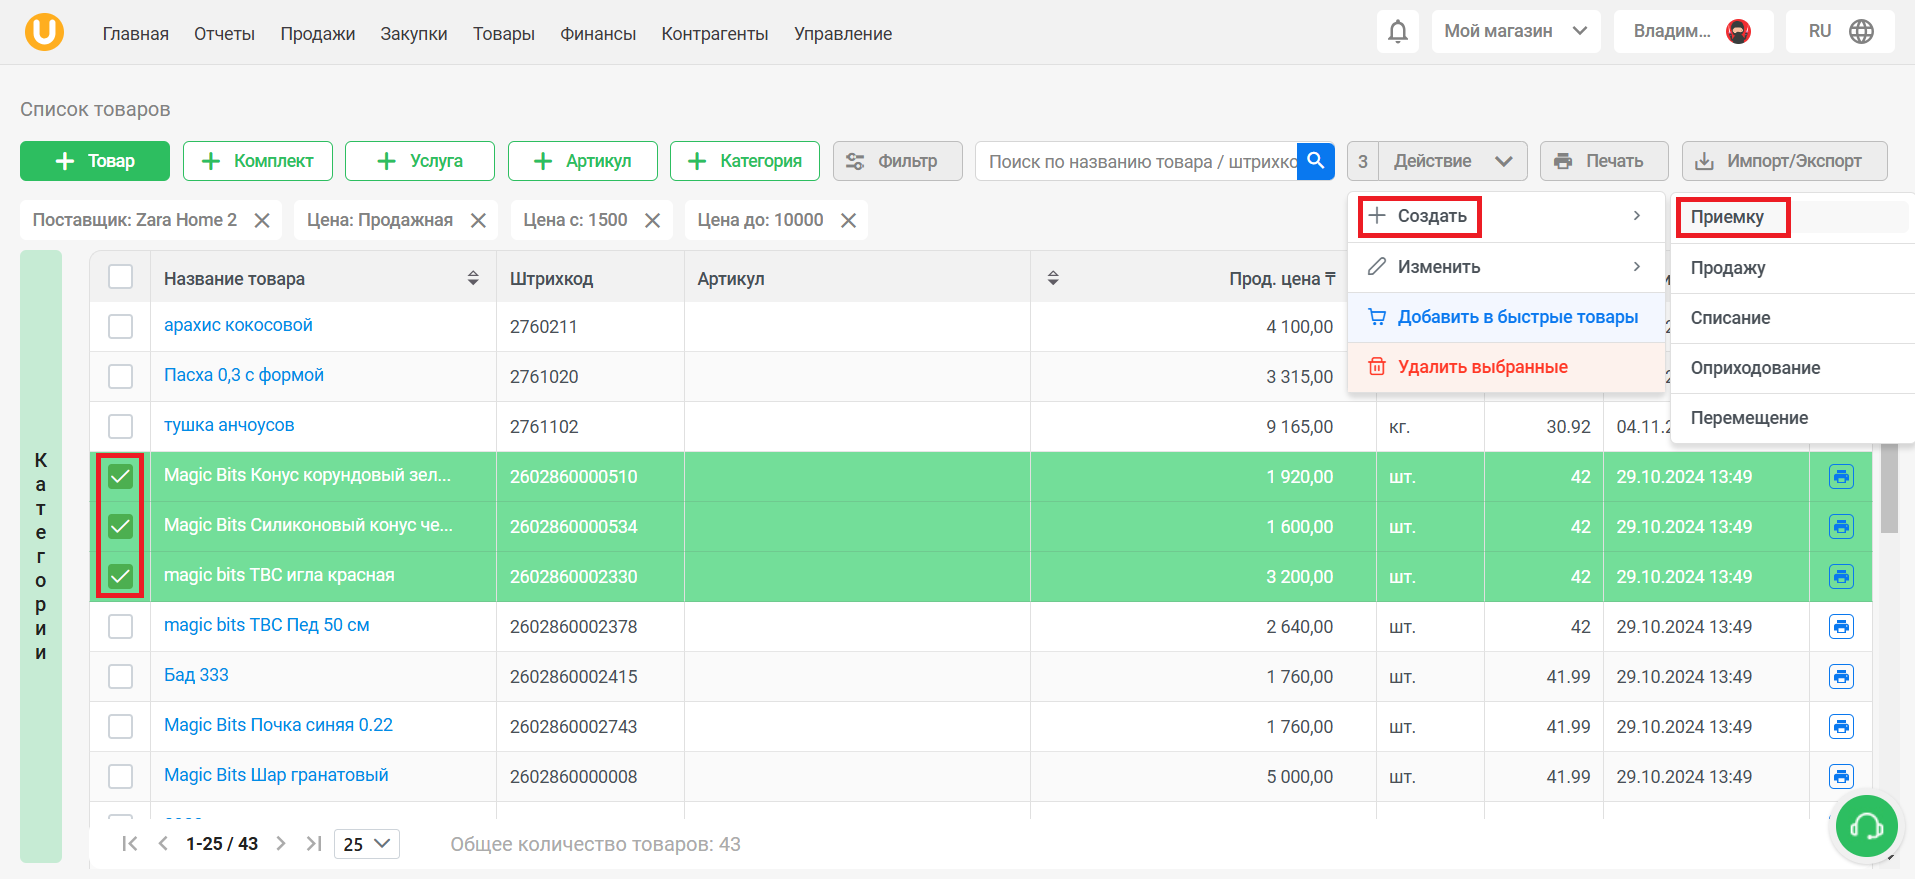 Главная Отчеты Продажи Закупки Товары Финансы Контрагенты Управление Мой магазин Владим... RU
Список товаров
Товар Комплект Услуга Артикул Категория Фильтр Поиск по названию товара / штрихко 3 Действие Печать Импорт/Экспорт
Поставщик: Zara Home 2 Цена: Продажная Цена с: 1500 Цена до: 10000
Создать
Изменить
Добавить в быстрые товары
Удалить выбранные
Приемку
Продажу
Списание
Оприходование
Перемещение
Категории
Название товара Штрихкод Артикул Прод. цена ₸
арахис кокосовой 2760211 4 100,00
Пасха 0,3 с формой 2761020 3 315,00
тушка анчоусов 2761102 9 165,00 кг. 30.92 04.11.2
Magic Bits Конус корундовый зел... 2602860000510 1 920,00 шт. 42 29.10.2024 13:49
Magic Bits Силиконовый конус че... 2602860000534 1 600,00 шт. 42 29.10.2024 13:49
magic bits ТВС игла красная 2602860002330 3 200,00 шт. 42 29.10.2024 13:49
magic bits ТВС Пед 50 см 2602860002378 2 640,00 шт. 42 29.10.2024 13:49
Бад 333 2602860002415 1 760,00 шт. 41.99 29.10.2024 13:49
Magic Bits Почка синяя 0.22 2602860002743 1 760,00 шт. 41.99 29.10.2024 13:49
Magic Bits Шар гранатовый 2602860000008 5 000,00 шт. 41.99 29.10.2024 13:49
1-25 / 43 25 Общее количество товаров: 43